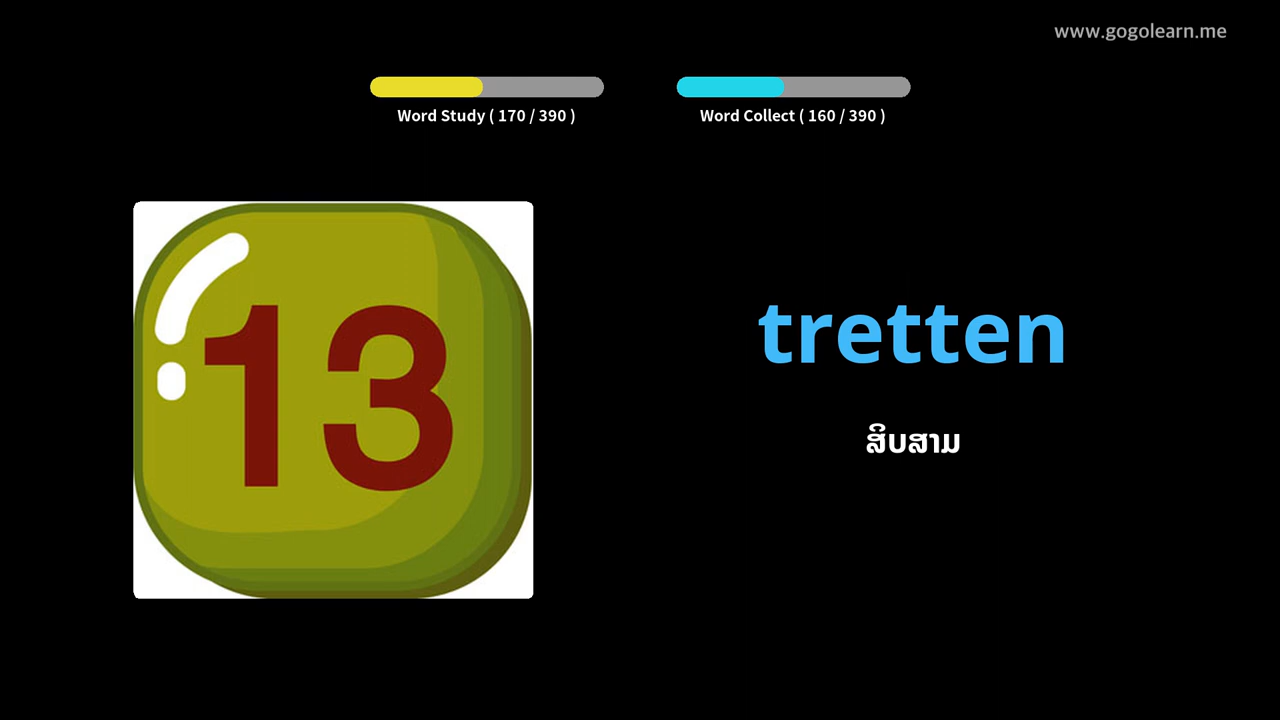 www.gogolearn.me
Word Study ( 170 / 390 )
Word Collect ( 160 / 390 )
13
tretten
ສິບສາມ